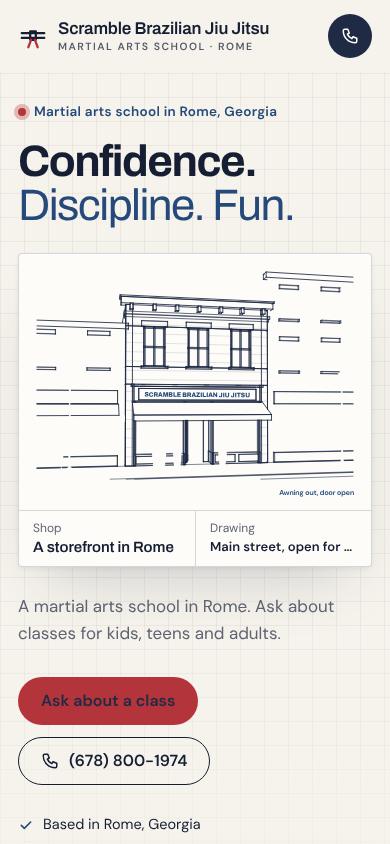 Scramble Brazilian Jiu Jitsu
MARTIAL ARTS SCHOOL · ROME
Martial arts school in Rome, Georgia
Confidence.
Discipline. Fun.
SCRAMBLE BRAZILIAN JIU JITSU
Awning out, door open
Shop
A storefront in Rome
Drawing
Main street, open for ...
A martial arts school in Rome. Ask about
classes for kids, teens and adults.
Ask about a class
(678) 800-1974
Based in Rome, Georgia